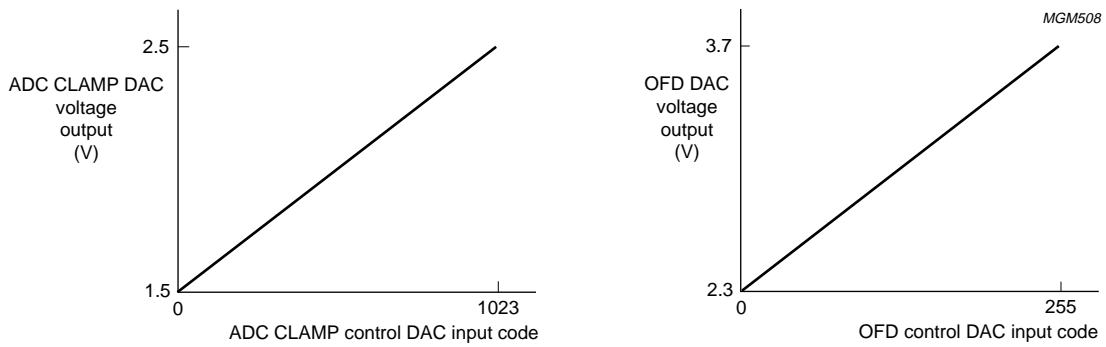 2.5
ADC CLAMP DAC
voltage
output
(V)
1.5
0
1023
ADC CLAMP control DAC input code
MGM508
3.7
OFD DAC
voltage
output
(V)
2.3
0
255
OFD control DAC input code